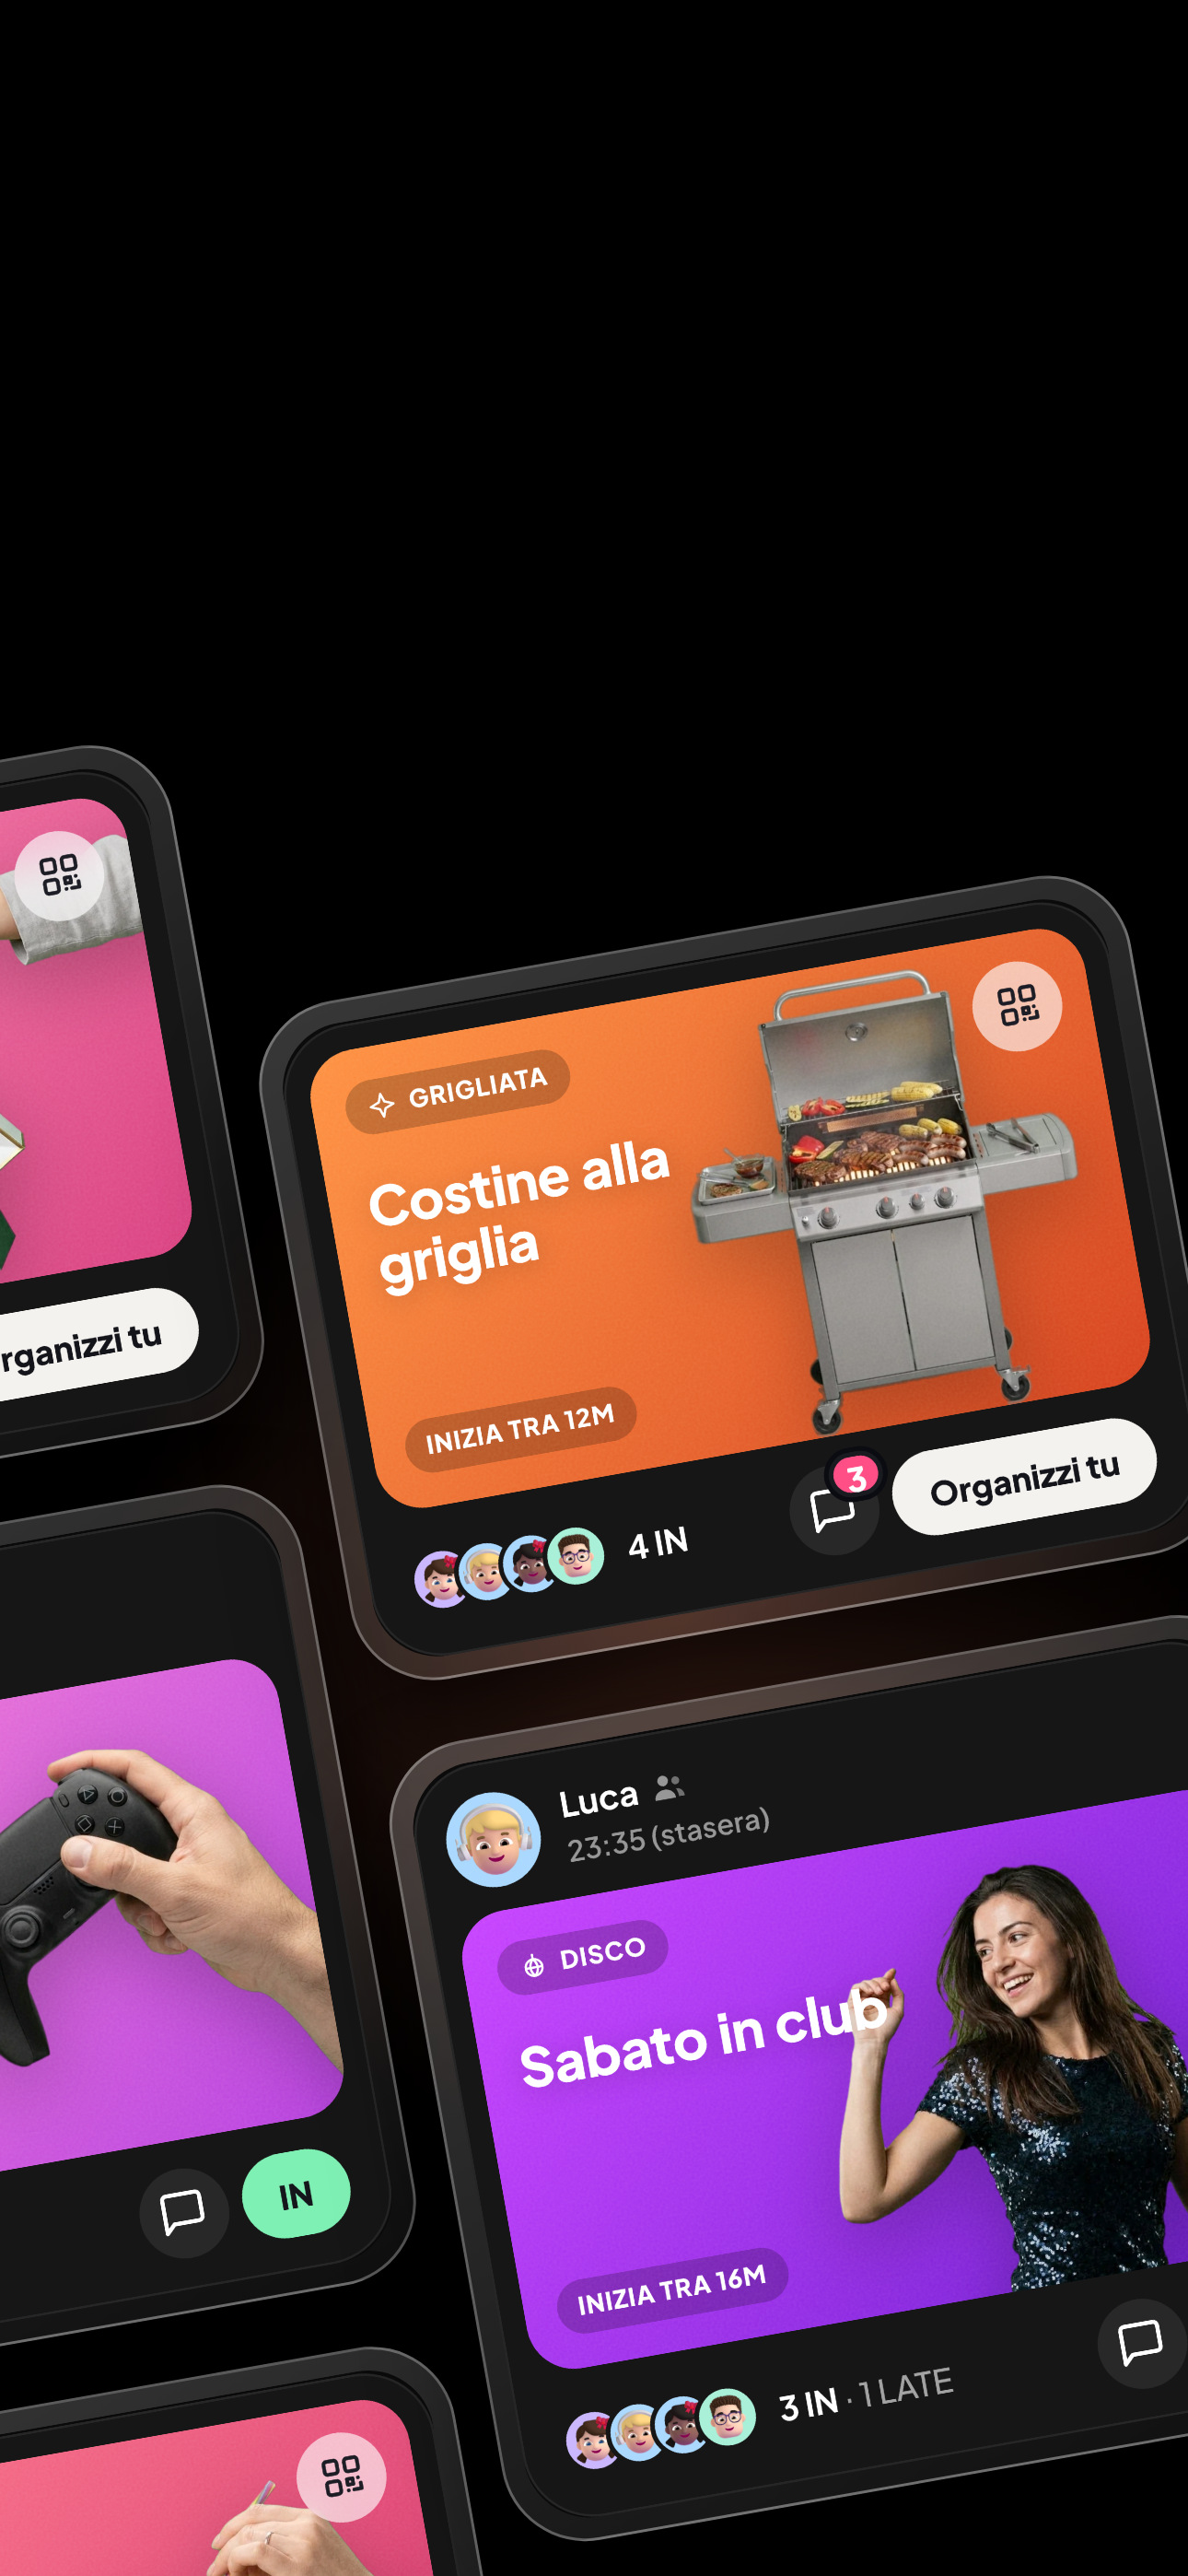 GRIGLIATA
Costine alla
griglia
INIZIA TRA 12M
4 IN
3
Organizzi tu
rganizzi tu
IN
Luca
23:35 (stasera)
DISCO
Sabato in club
INIZIA TRA 16M
3 IN · 1 LATE